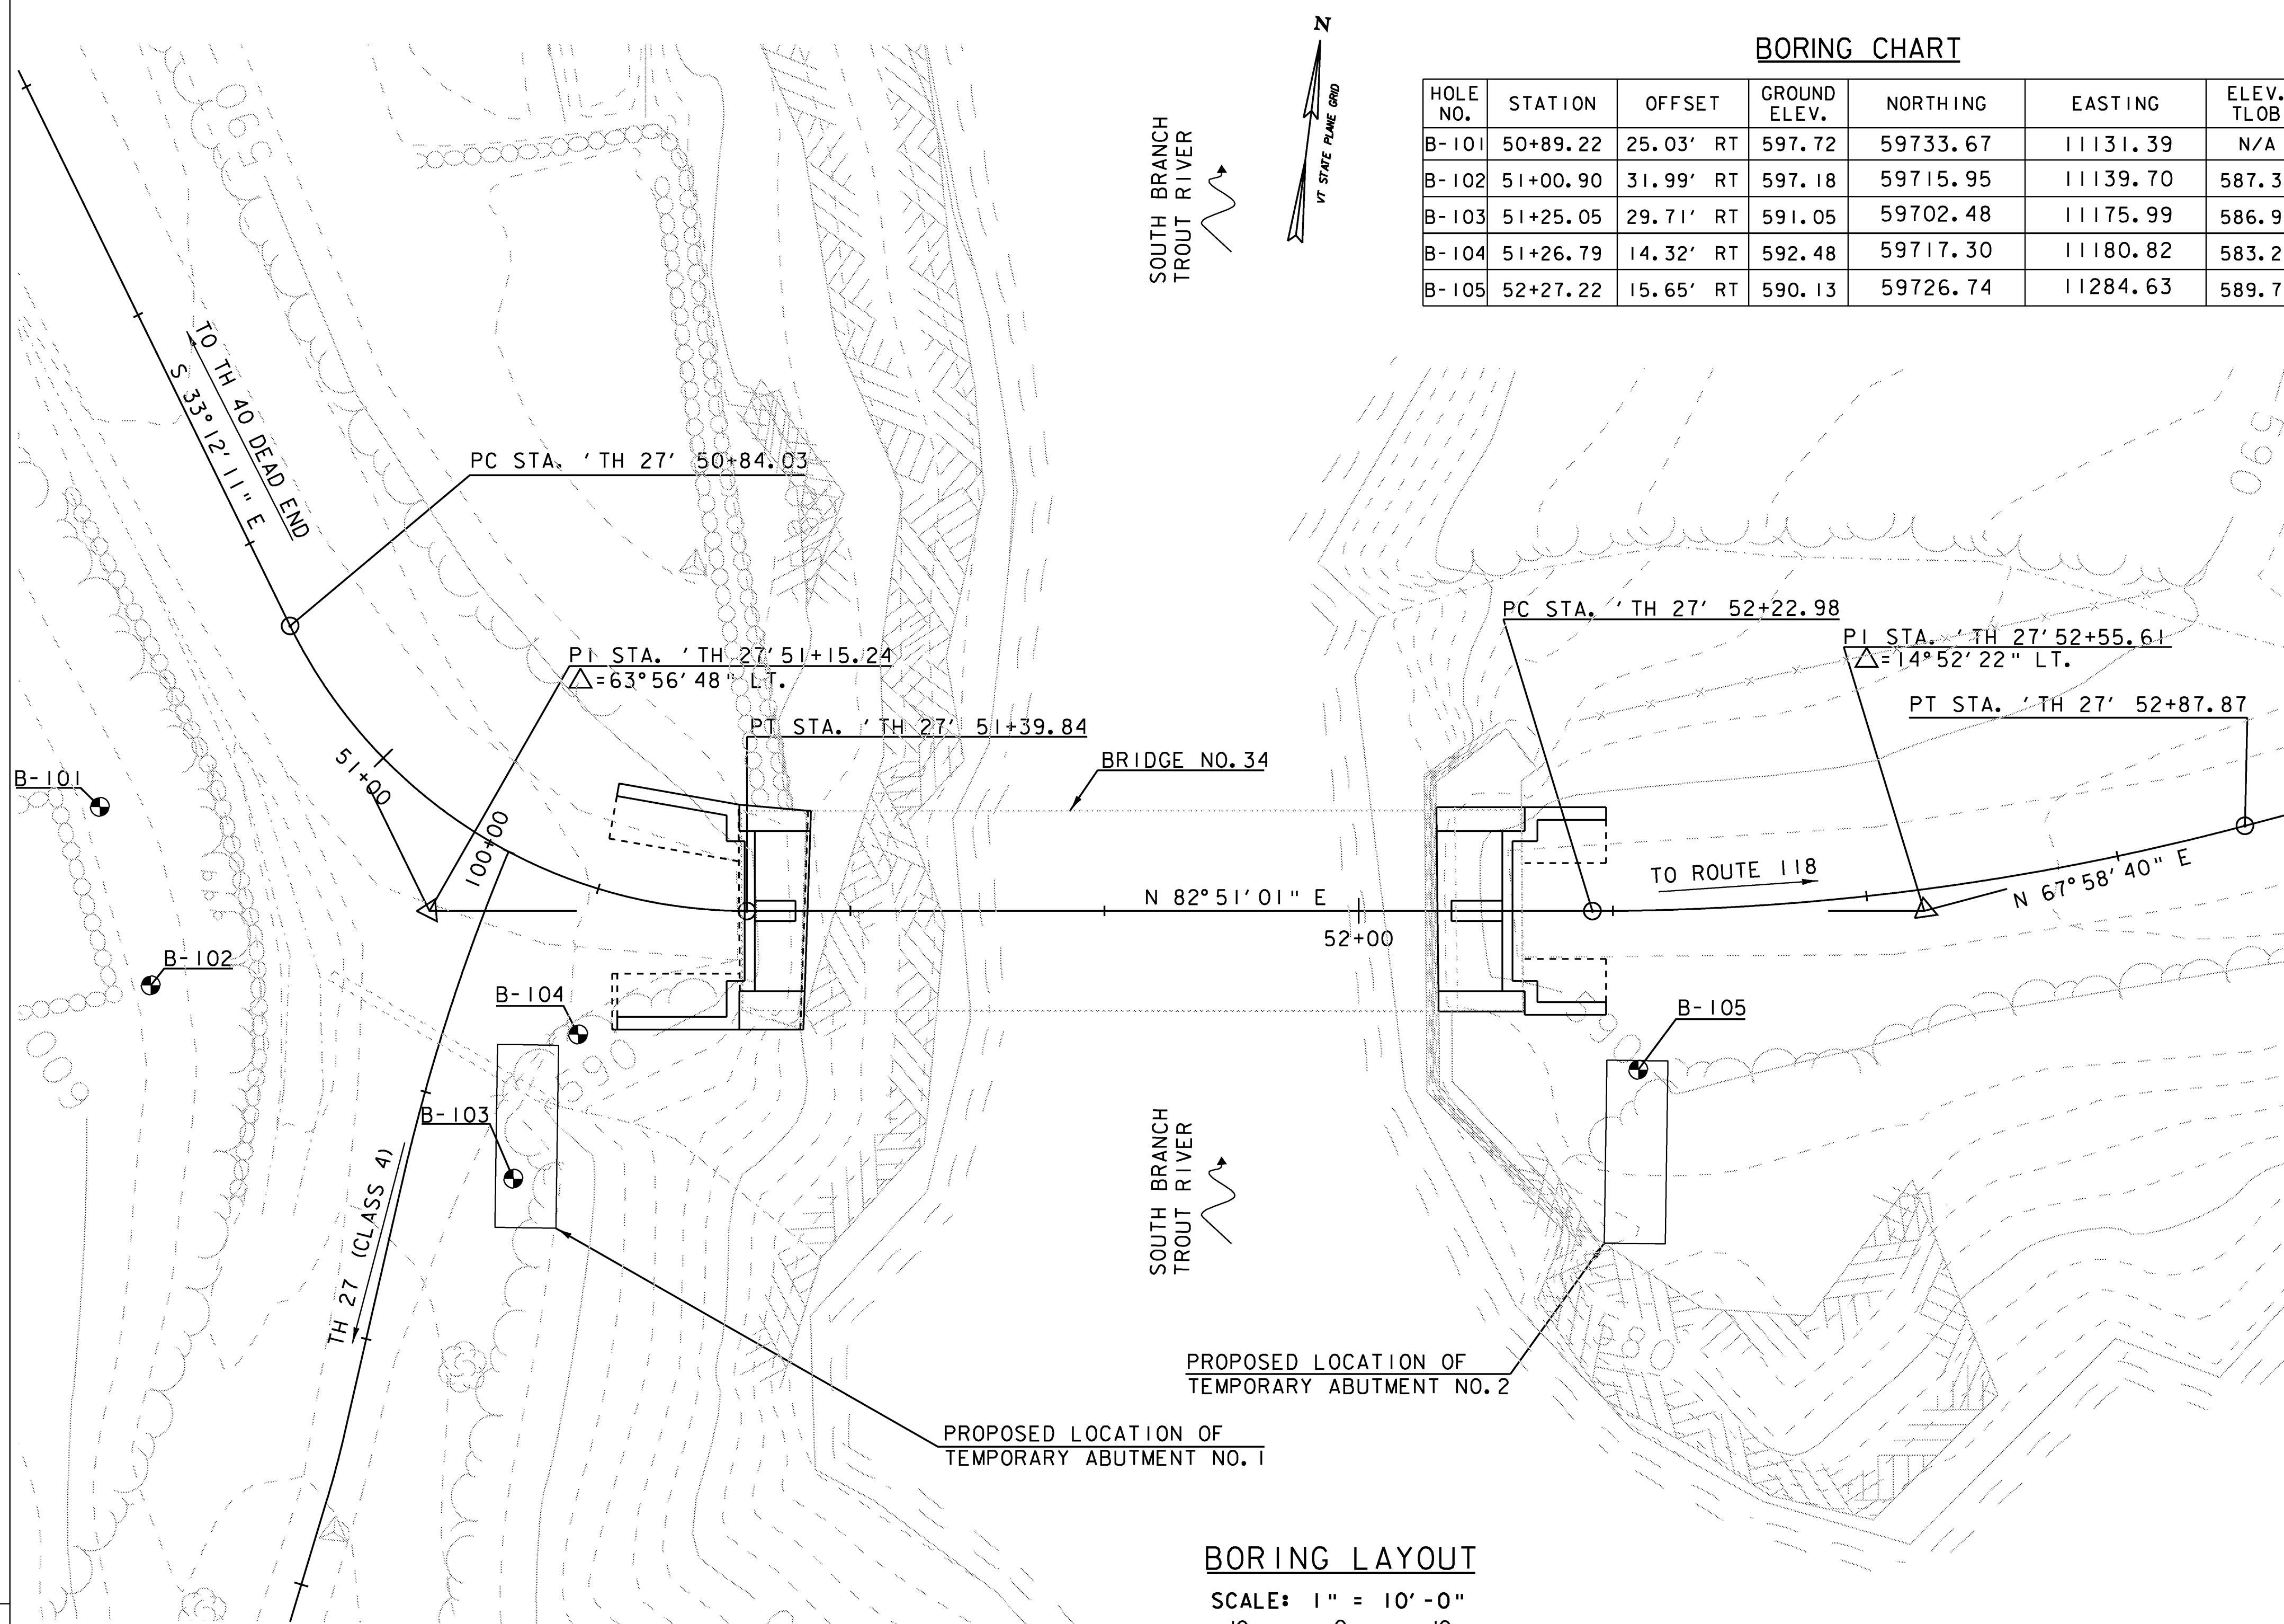 N
VT STATE PLANE GRID
SOUTH BRANCH
TROUT RIVER
BORING CHART
HOLE NO. STATION OFFSET GROUND ELEV. NORTHING EASTING ELEV. TLOB
B-101 50+89.22 25.03' RT 597.72 59733.67 11131.39 N/A
B-102 51+00.90 31.99' RT 597.18 59715.95 11139.70 587.3
B-103 51+25.05 29.71' RT 591.05 59702.48 11175.99 586.9
B-104 51+26.79 14.32' RT 592.48 59717.30 11180.82 583.2
B-105 52+27.22 15.65' RT 590.13 59726.74 11284.63 589.7
590
TO TH 40 DEAD END
S 33°12'11" E
PC STA. 'TH 27' 50+84.03
590
PI STA. 'TH 27' 51+15.24
△=63°56'48" LT.
PT STA. 'TH 27' 51+39.84
BRIDGE NO. 34
PC STA. 'TH 27' 52+22.98
PI STA. 'TH 27' 52+55.61
△=14°52'22" LT.
PT STA. 'TH 27' 52+87.87
B-101
51+00
100+00
N 82°51'01" E
52+00
TO ROUTE 118
N 67°58'40" E
B-102
B-104
B-105
590
600
590
B-103
TH 27 (CLASS 4)
SOUTH BRANCH
TROUT RIVER
580
PROPOSED LOCATION OF
TEMPORARY ABUTMENT NO. 2
PROPOSED LOCATION OF
TEMPORARY ABUTMENT NO. 1
BORING LAYOUT
SCALE: 1" = 10'-0"
10 0 10